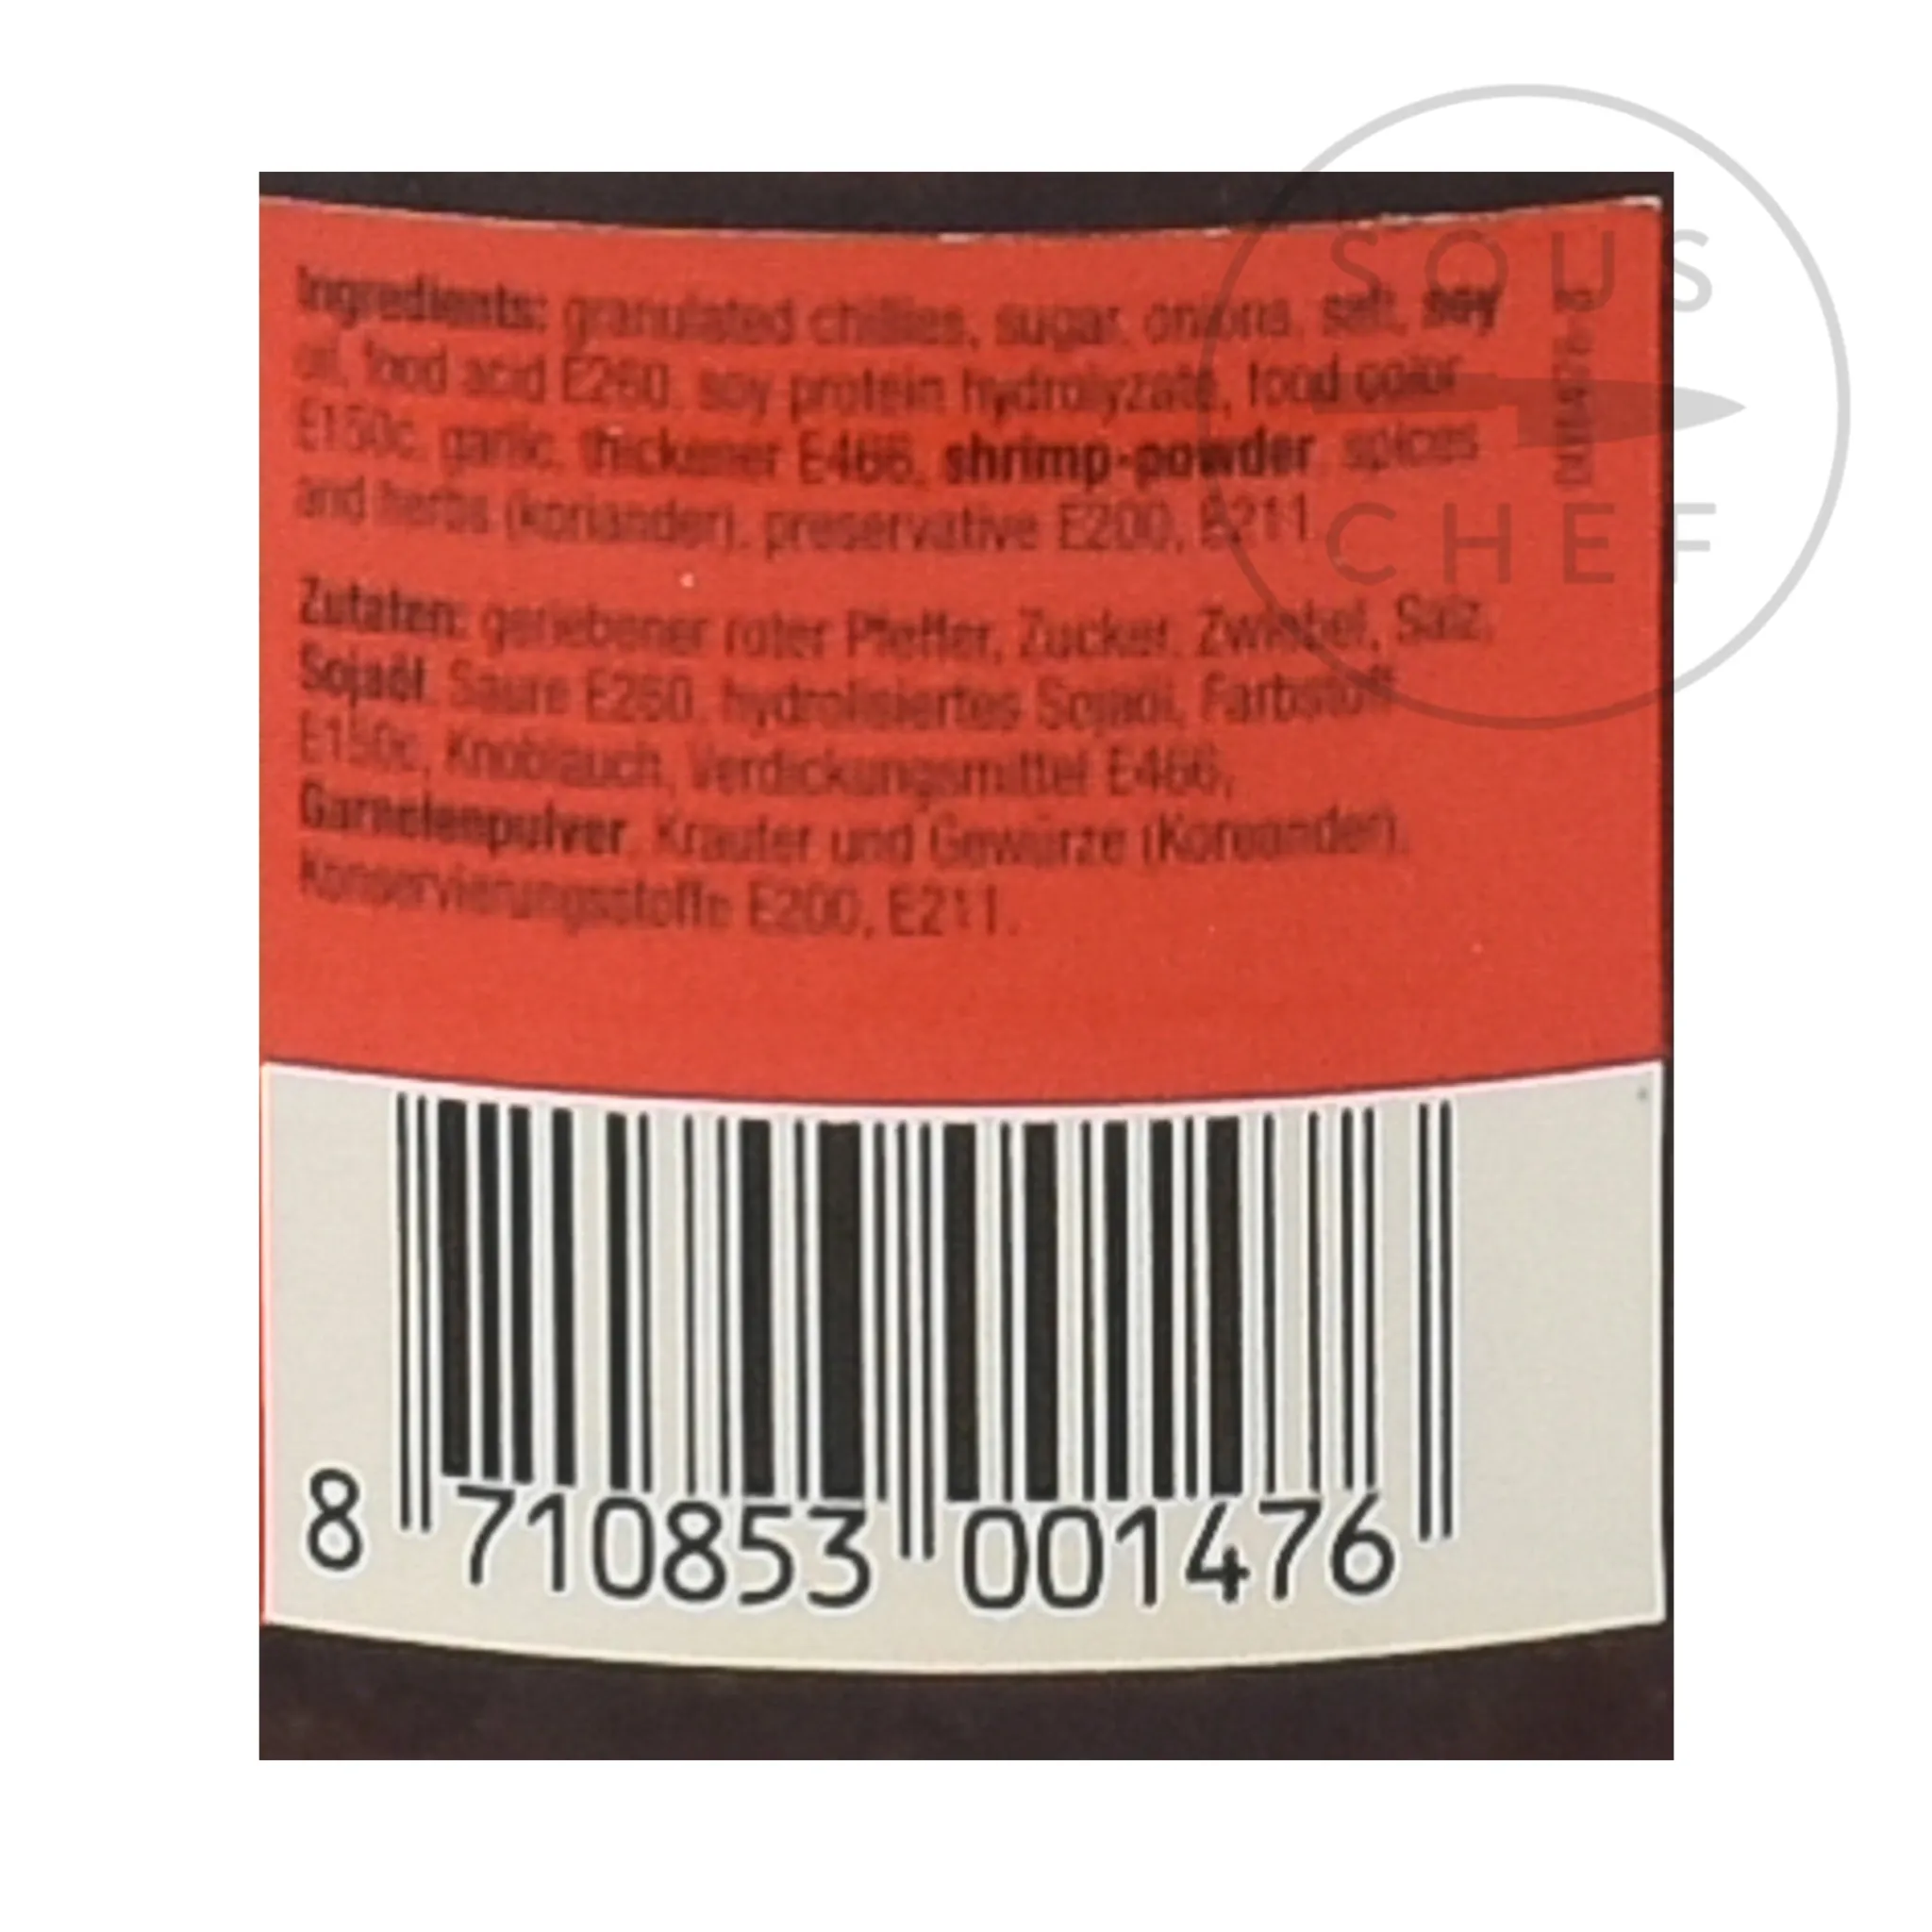 SOUS
CHEF
Ingredients: granulated chillies, sugar, onions, salt, soy
oil, food acid E260, soy protein hydrolyzate, food color
E150c, garlic, thickener E466, shrimp-powder, spices
and herbs (koriander), preservative E200, E211.
Zutaten: geriebener roter Pfeffer, Zucker, Zwiebel, Salz,
Sojaöl, Säure E260, hydrolisiertes Sojaöl, Farbstoff
E150c, Knoblauch, Verdickungsmittel E466,
Garnelenpulver, Kräuter und Gewürze (Koreander),
Konservierungsstoffe E200, E211.
8 710853 001476